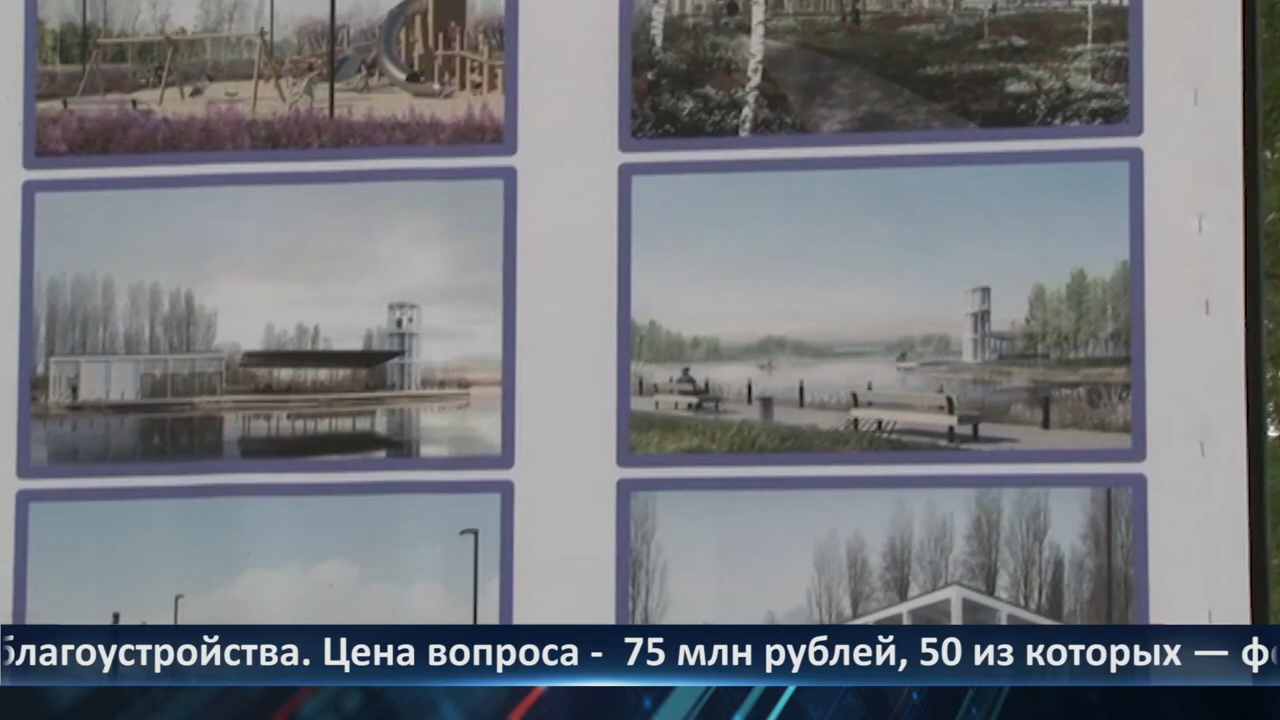 благоустройства. Цена вопроса - 75 млн рублей, 50 из которых —